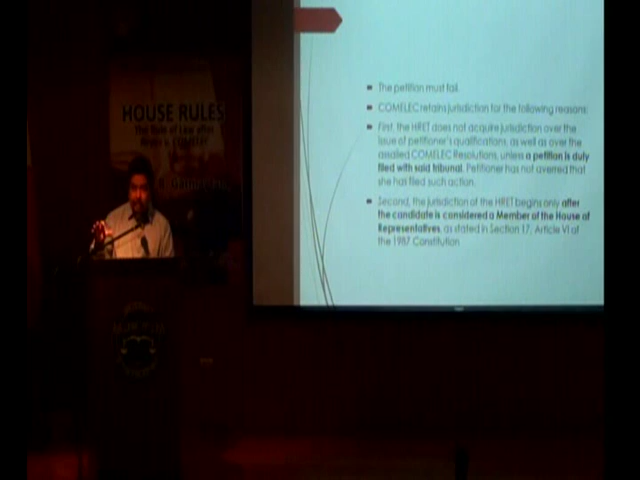 HOUSE RULES
The Rule of Law after
Reyes v. COMELEC
The petition must fail.
COMELEC retains jurisdiction for the following reasons:
First, the HRET does not acquire jurisdiction over the
issue of petitioner's qualifications, as well as over the
assailed COMELEC Resolutions, unless a petition is duly
filed with said tribunal. Petitioner has not averred that
she has filed such action.
Second, the jurisdiction of the HRET begins only after
the candidate is considered a Member of the House of
Representatives, as stated in Section 17, Article VI of
the 1987 Constitution